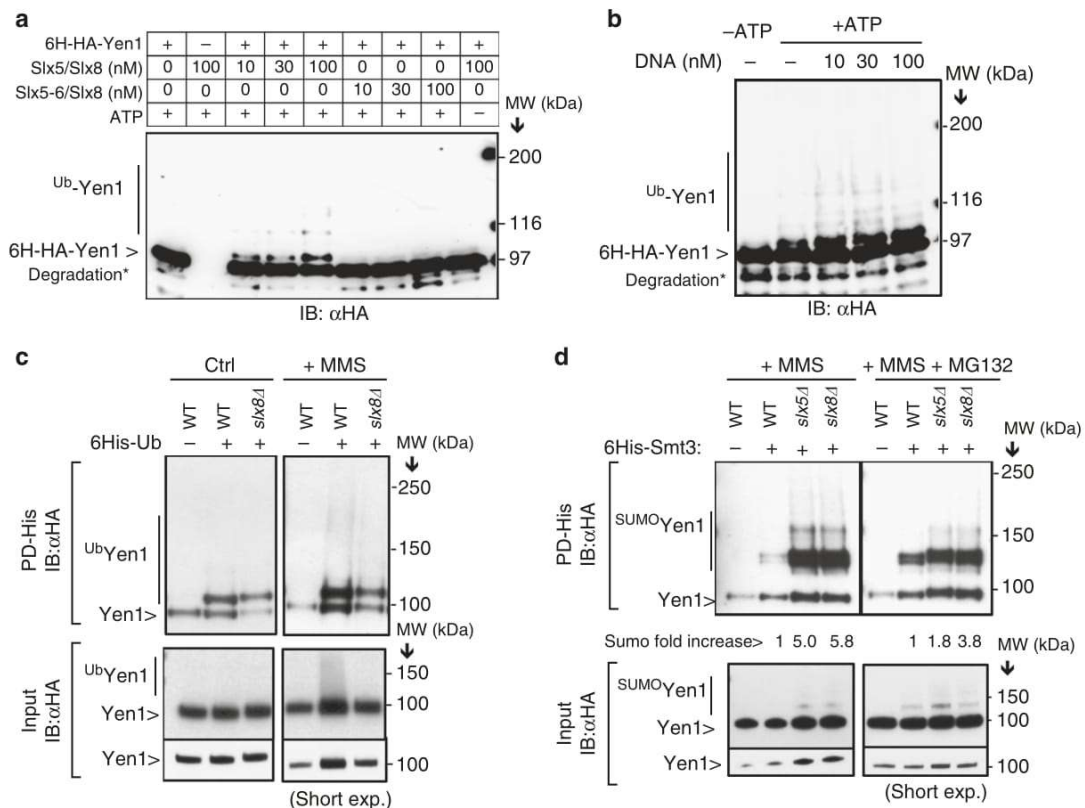 a
6H-HA-Yen1 + – + + + + + + +
Slx5/Slx8 (nM) 0 100 10 30 100 0 0 0 100
Slx5-6/Slx8 (nM) 0 0 0 0 0 10 30 100 0
ATP + + + + + + + + –
MW (kDa)
200
Ub-Yen1
116
6H-HA-Yen1 >
97
Degradation*
IB: αHA
b
–ATP +ATP
DNA (nM) – – 10 30 100
MW (kDa)
200
Ub-Yen1
116
97
6H-HA-Yen1 >
Degradation*
IB: αHA
c
Ctrl + MMS
WT WT slx8Δ WT WT slx8Δ
6His-Ub – + + – + +
MW (kDa)
250
PD-His
IB:αHA
UbYen1
150
Yen1>
100
MW (kDa)
Input
IB:αHA
UbYen1
150
Yen1>
100
Yen1>
100
(Short exp.)
d
+ MMS + MMS + MG132
WT WT slx5Δ slx8Δ WT WT slx5Δ slx8Δ
6His-Smt3: – + + + – + + +
MW (kDa)
250
PD-His
IB:αHA
SUMOYen1
150
100
Yen1>
Sumo fold increase> 1 5.0 5.8 1 1.8 3.8
MW (kDa)
Input
IB:αHA
SUMOYen1
150
Yen1>
100
Yen1>
100
(Short exp.)